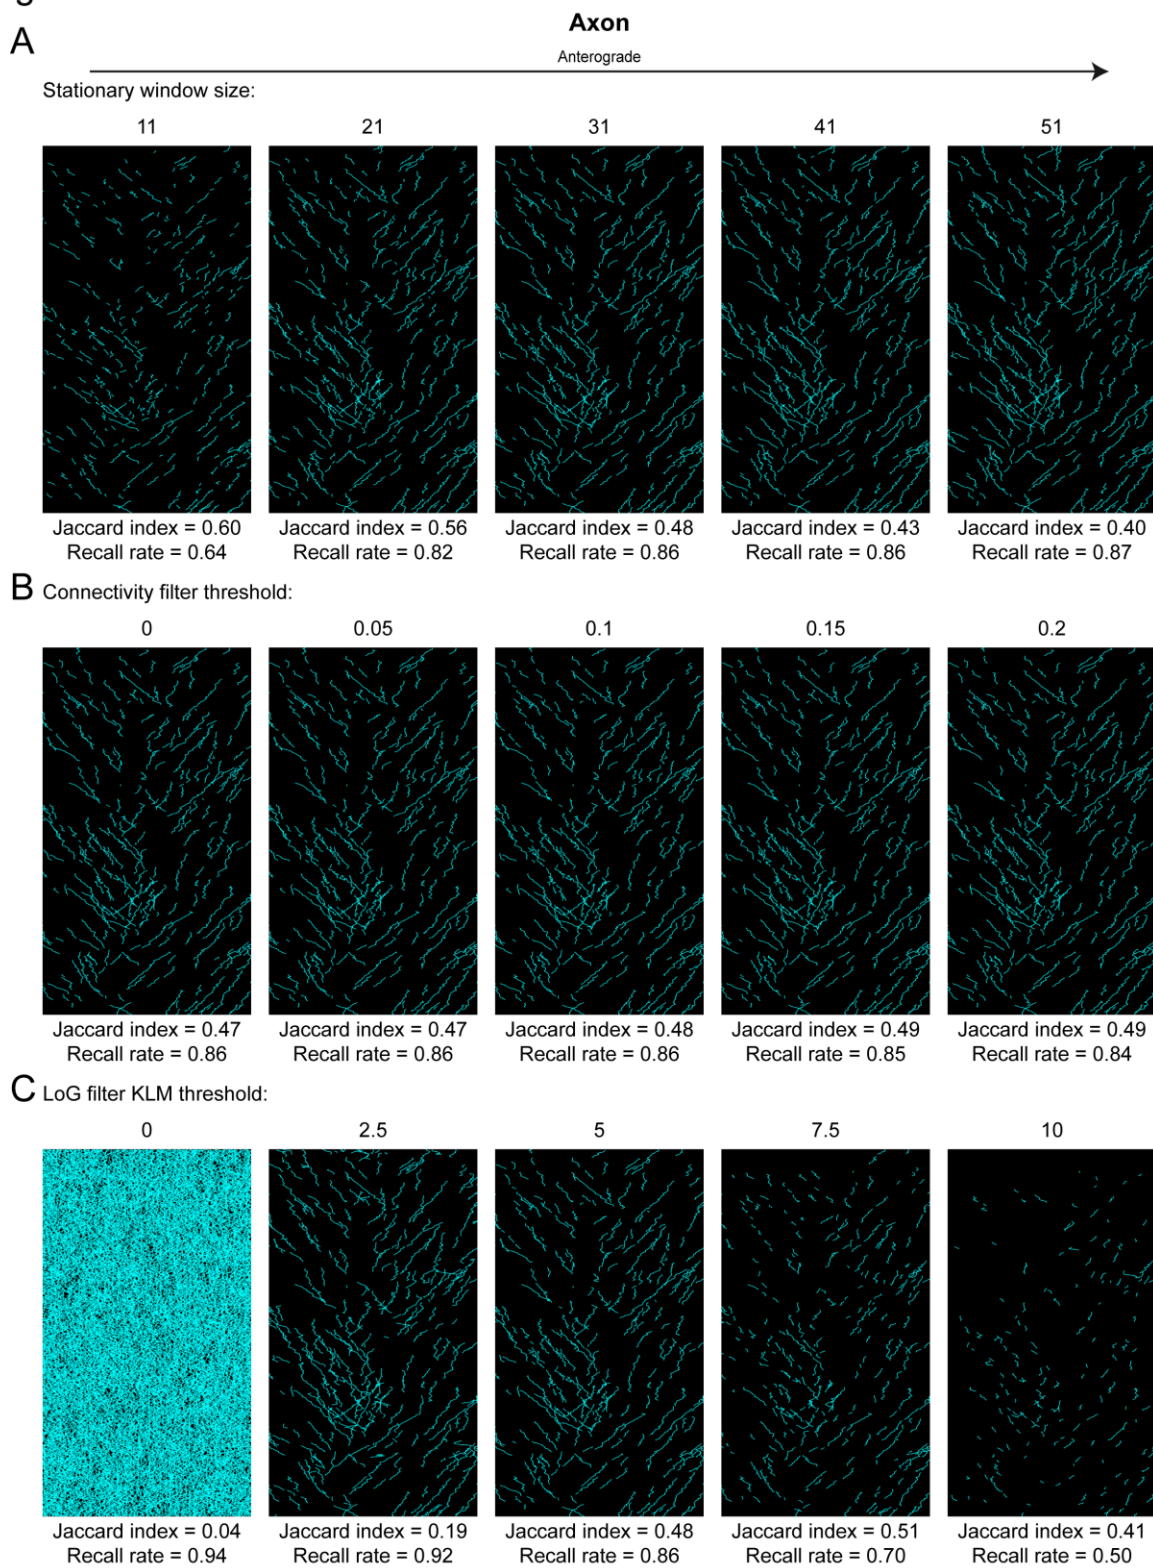 Axon
A
Anterograde
Stationary window size:
11 21 31 41 51
Jaccard index = 0.60 Jaccard index = 0.56 Jaccard index = 0.48 Jaccard index = 0.43 Jaccard index = 0.40
Recall rate = 0.64 Recall rate = 0.82 Recall rate = 0.86 Recall rate = 0.86 Recall rate = 0.87
B Connectivity filter threshold:
0 0.05 0.1 0.15 0.2
Jaccard index = 0.47 Jaccard index = 0.47 Jaccard index = 0.48 Jaccard index = 0.49 Jaccard index = 0.49
Recall rate = 0.86 Recall rate = 0.86 Recall rate = 0.86 Recall rate = 0.85 Recall rate = 0.84
C LoG filter KLM threshold:
0 2.5 5 7.5 10
Jaccard index = 0.04 Jaccard index = 0.19 Jaccard index = 0.48 Jaccard index = 0.51 Jaccard index = 0.41
Recall rate = 0.94 Recall rate = 0.92 Recall rate = 0.86 Recall rate = 0.70 Recall rate = 0.50